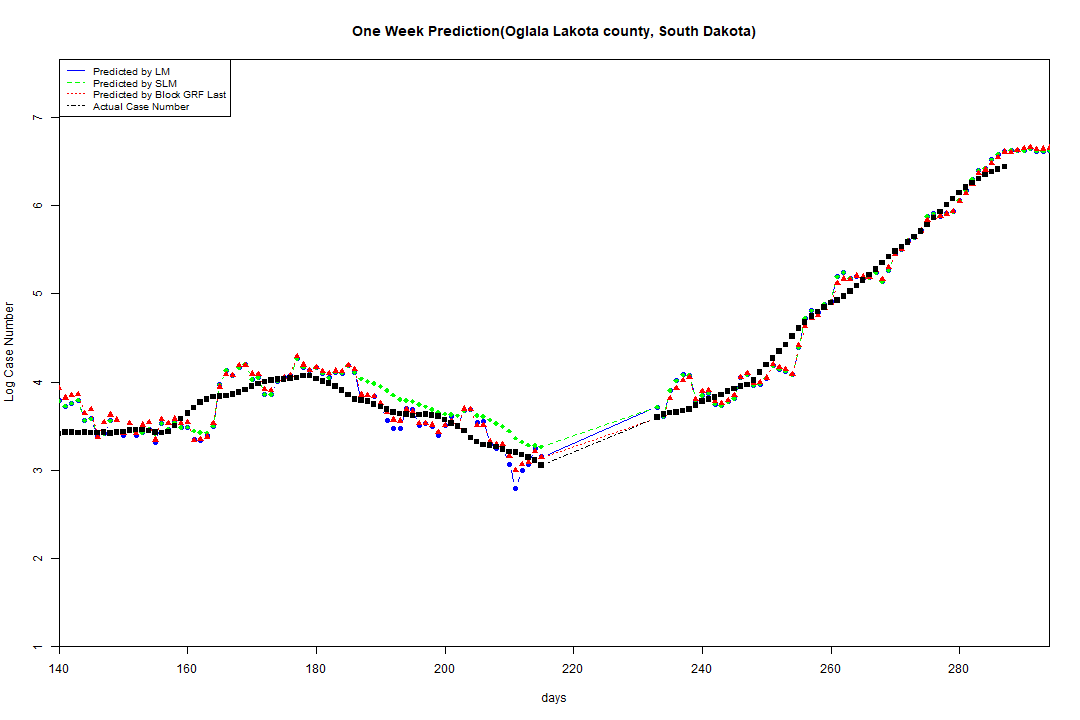 One Week Prediction(Oglala Lakota county, South Dakota)
Predicted by LM
Predicted by SLM
Predicted by Block GRF Last
Actual Case Number
7
6
5
4
3
2
1
Log Case Number
140 160 180 200 220 240 260 280
days